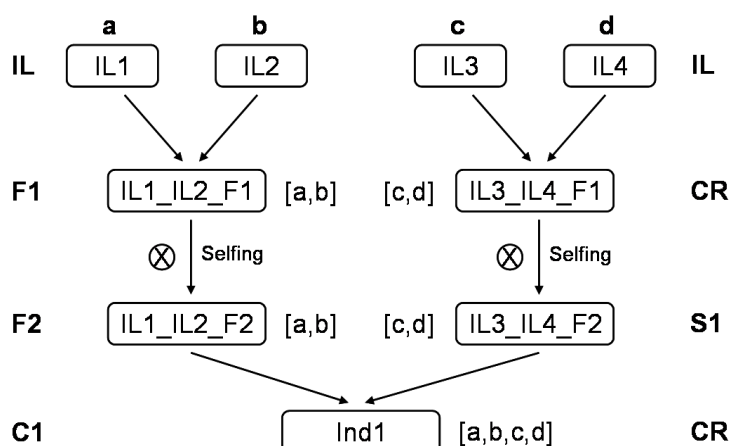 a b c d
IL IL1 IL2 IL3 IL4 IL
F1 IL1_IL2_F1 [a,b] [c,d] IL3_IL4_F1 CR
Selfing Selfing
F2 IL1_IL2_F2 [a,b] [c,d] IL3_IL4_F2 S1
C1 Ind1 [a,b,c,d] CR